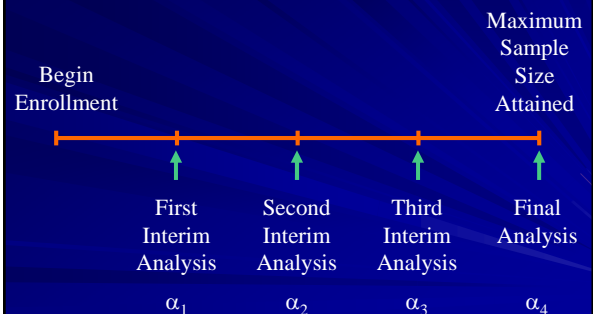 Begin
Enrollment
Maximum
Sample
Size
Attained
First
Interim
Analysis
Second
Interim
Analysis
Third
Interim
Analysis
Final
Analysis
α₁
α₂
α₃
α₄